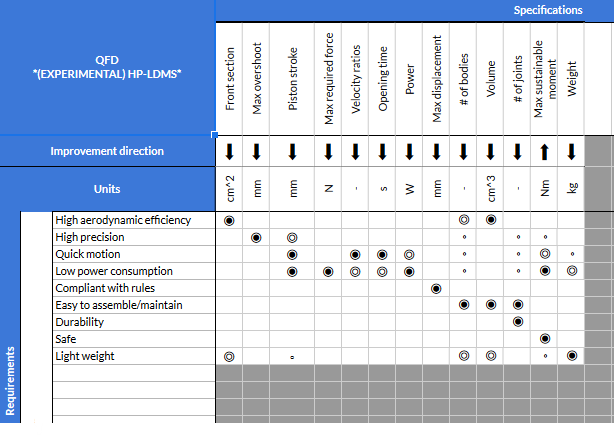 Specifications
QFD
*(EXPERIMENTAL) HP-LDMS*
Front section
Max overshoot
Piston stroke
Max required force
Velocity ratios
Opening time
Power
Max displacement
# of bodies
Volume
# of joints
Max sustainable
moment
Weight
Improvement direction
Units
cm^2
mm
mm
N
-
s
W
mm
-
cm^3
-
Nm
kg
Requirements
High aerodynamic efficiency
High precision
Quick motion
Low power consumption
Compliant with rules
Easy to assemble/maintain
Durability
Safe
Light weight